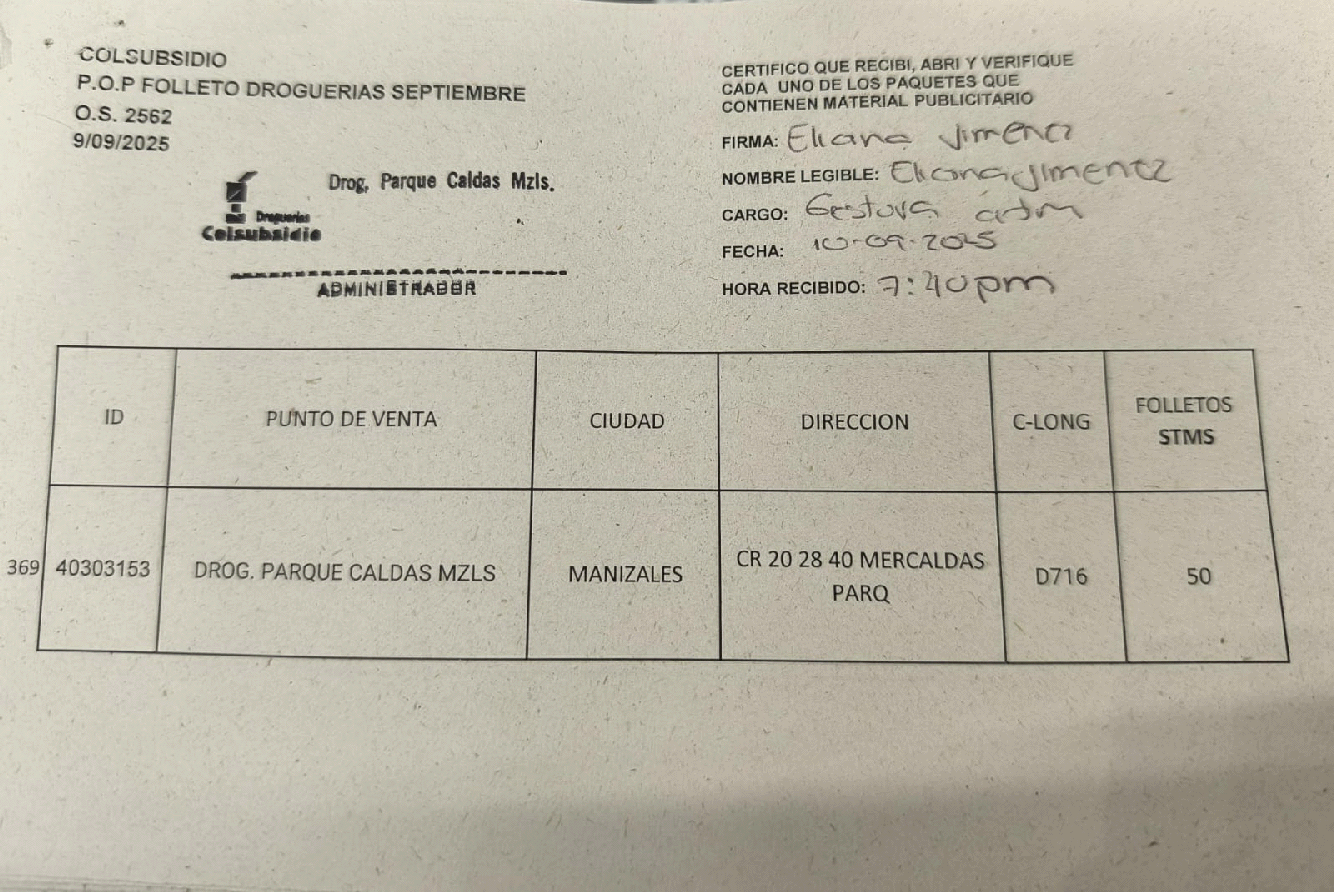 COLSUBSIDIO
P.O.P FOLLETO DROGUERIAS SEPTIEMBRE
O.S. 2562
9/09/2025
Drog, Parque Caldas Mzls.
Droguerías
Colsubsidio
ADMINISTRADOR
CERTIFICO QUE RECIBI, ABRI Y VERIFIQUE
CADA UNO DE LOS PAQUETES QUE
CONTIENEN MATERIAL PUBLICITARIO
FIRMA: Eliana Jimenez
NOMBRE LEGIBLE: Eliana Jimenez
CARGO: Gestora adm
FECHA: 10-09-2025
HORA RECIBIDO: 7:40pm
ID PUNTO DE VENTA CIUDAD DIRECCION C-LONG FOLLETOS
STMS
369 40303153 DROG. PARQUE CALDAS MZLS MANIZALES CR 20 28 40 MERCALDAS D716 50
PARQ